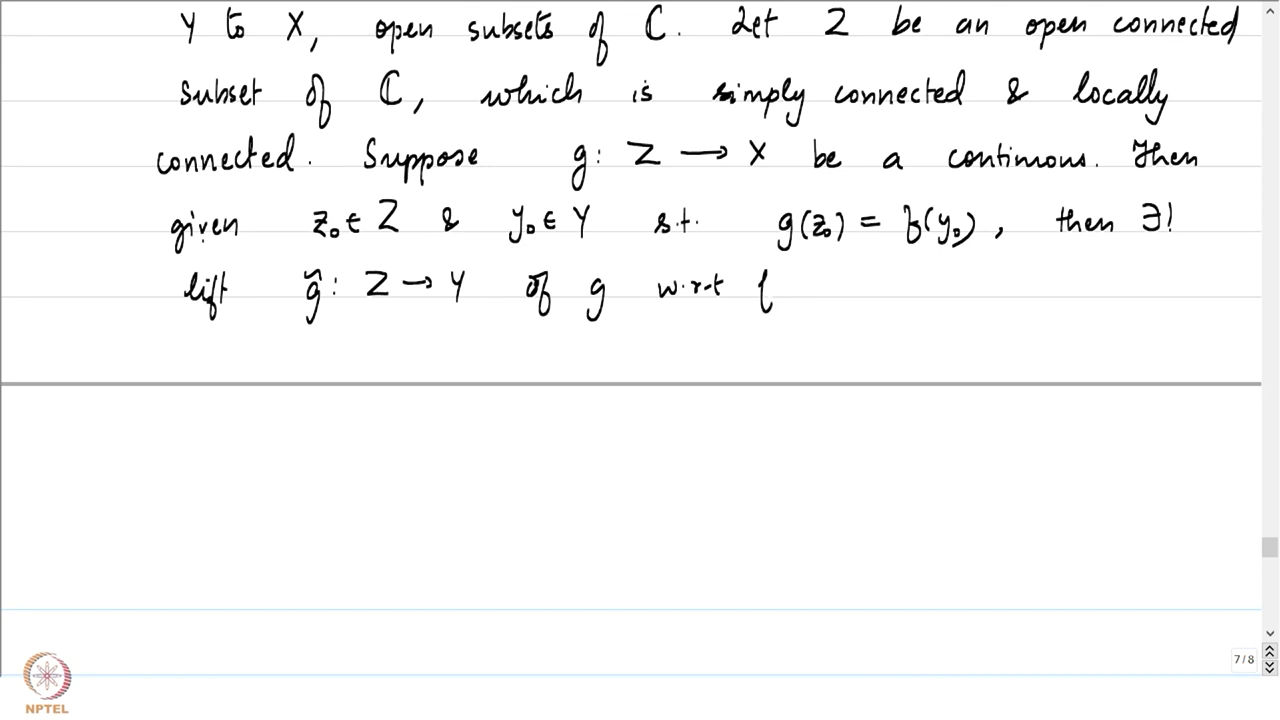 Y to X, open subsets of ℂ. Let Z be an open connected
subset of ℂ, which is simply connected & locally
connected. Suppose g: Z → X be a continous. Then
given z₀ ∈ Z & y₀ ∈ Y s.t. g(z₀) = f(y₀), then ∃!
lift g̃: Z → Y of g w.r.t
7/8
NPTEL